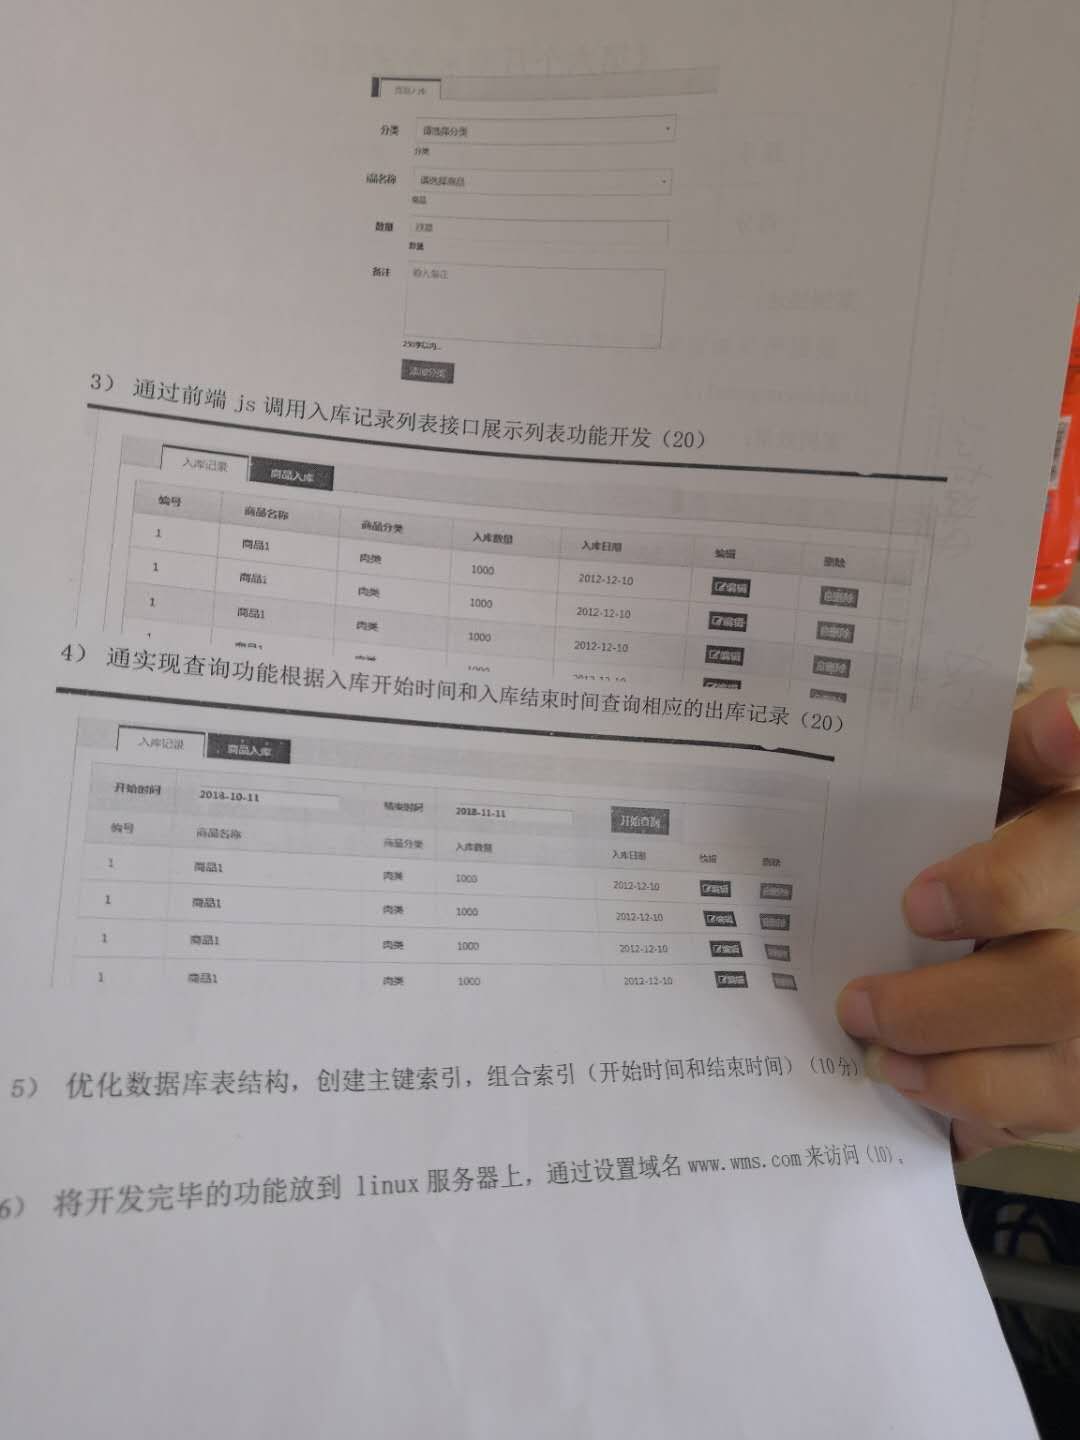 商品入库
分类 请选择分类
分类
品名称 请选择商品
商品
数量 数量
数量
备注 输入备注
250字以内...
添加分类
3） 通过前端 js 调用入库记录列表接口展示列表功能开发（20）
入库记录 商品入库
编号 商品名称 商品分类 入库数量 入库日期 编辑 删除
1 商品1 肉类 1000 2012-12-10 编辑 删除
1 商品1 肉类 1000 2012-12-10 编辑 删除
1 商品1 肉类 1000 2012-12-10 编辑 删除
4） 通实现查询功能根据入库开始时间和入库结束时间查询相应的出库记录（20）
入库记录 商品入库
开始时间 2018-10-11 结束时间 2018-11-11 开始查询
编号 商品名称 商品分类 入库数量 入库日期 编辑 删除
1 商品1 肉类 1000 2012-12-10 编辑 删除
1 商品1 肉类 1000 2012-12-10 编辑 删除
1 商品1 肉类 1000 2012-12-10 编辑 删除
1 商品1 肉类 1000 2012-12-10 编辑
5） 优化数据库表结构，创建主键索引，组合索引（开始时间和结束时间）（10分）
6） 将开发完毕的功能放到 linux 服务器上，通过设置域名 www.wms.com 来访问（10）。